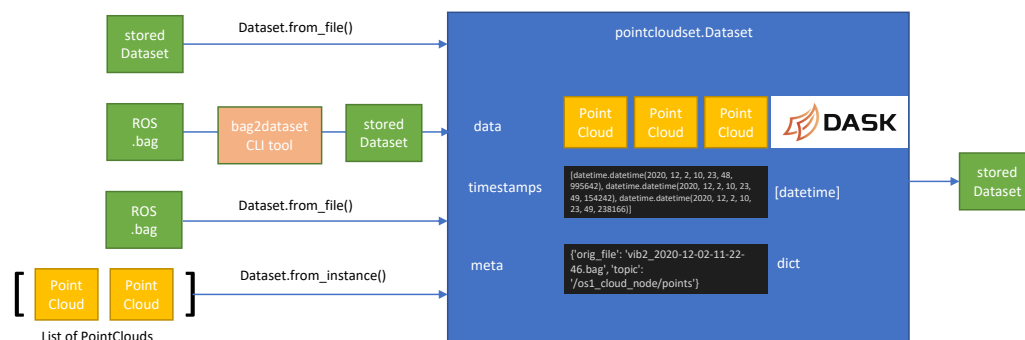 stored
Dataset
Dataset.from_file()
ROS
.bag
bag2dataset
CLI tool
stored
Dataset
ROS
.bag
Dataset.from_file()
[
Point
Cloud
Point
Cloud
]
Dataset.from_instance()
List of PointClouds
pointcloudset.Dataset
data
Point
Cloud
Point
Cloud
Point
Cloud
DASK
timestamps
[datetime.datetime(2020, 12, 2, 10, 23, 48,
995642), datetime.datetime(2020, 12, 2, 10, 23,
49, 154242), datetime.datetime(2020, 12, 2, 10,
23, 49, 238166)]
[datetime]
meta
{'orig_file': 'vib2_2020-12-02-11-22-
46.bag', 'topic':
'/os1_cloud_node/points'}
dict
stored
Dataset